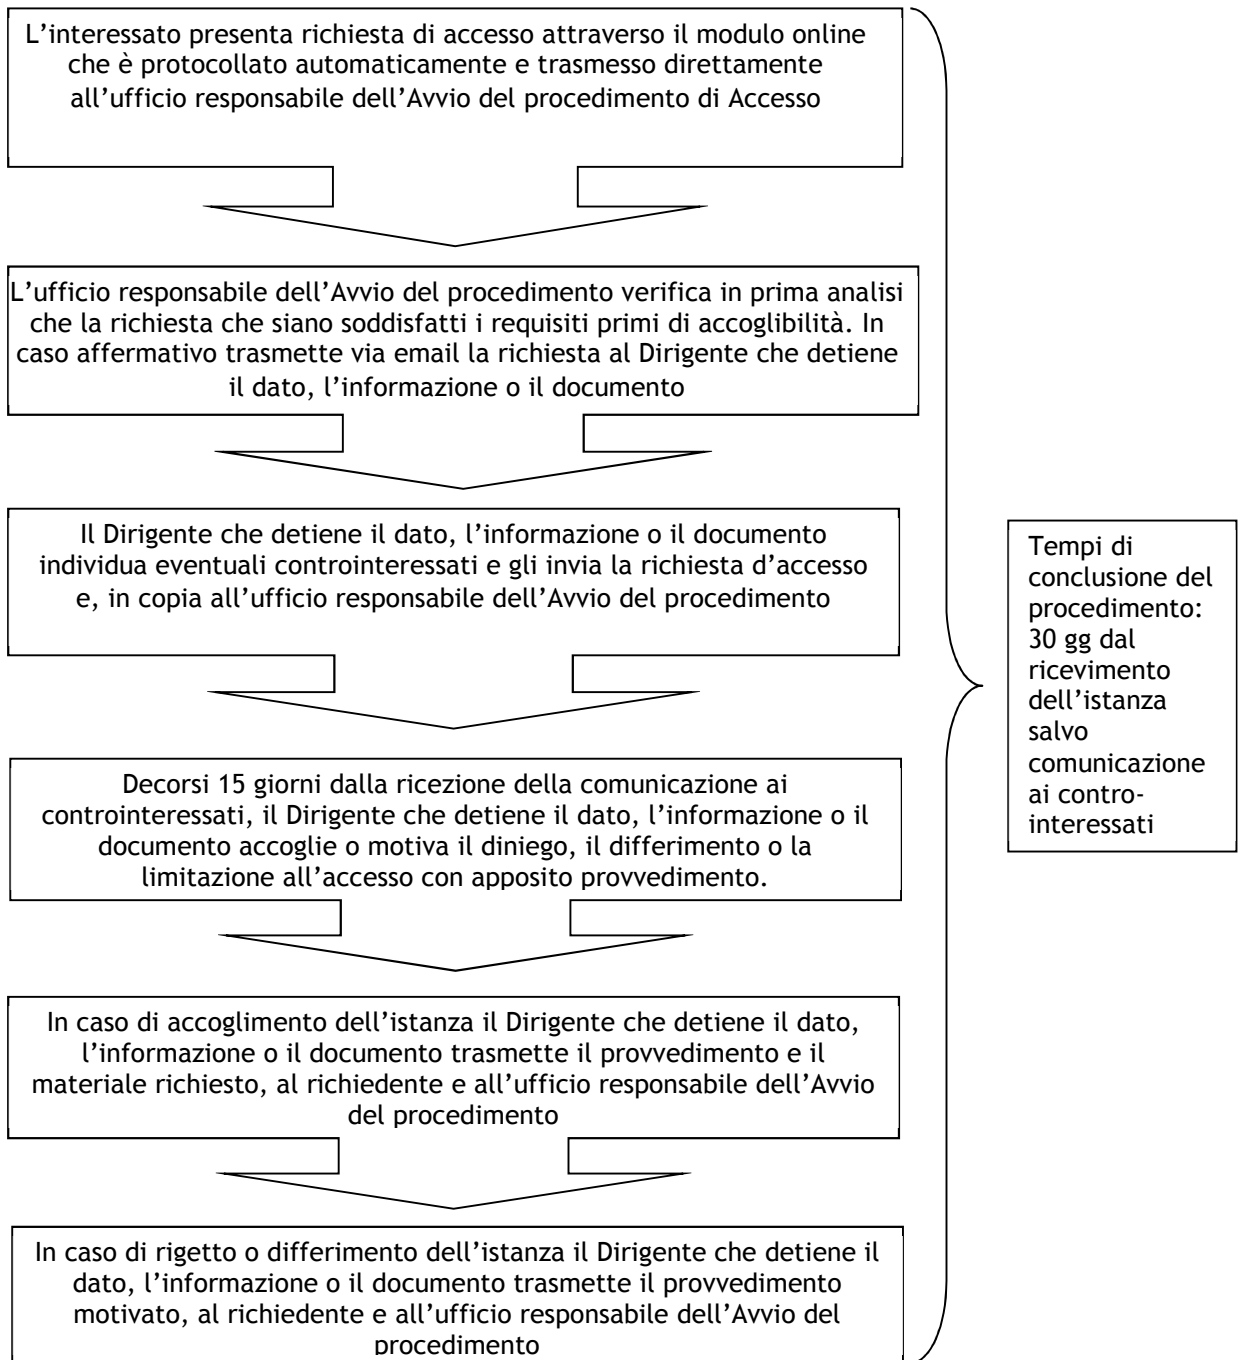 L’interessato presenta richiesta di accesso attraverso il modulo online
che è protocollato automaticamente e trasmesso direttamente
all’ufficio responsabile dell’Avvio del procedimento di Accesso
L’ufficio responsabile dell’Avvio del procedimento verifica in prima analisi
che la richiesta che siano soddisfatti i requisiti primi di accoglibilità. In
caso affermativo trasmette via email la richiesta al Dirigente che detiene
il dato, l’informazione o il documento
Il Dirigente che detiene il dato, l’informazione o il documento
individua eventuali controinteressati e gli invia la richiesta d’accesso
e, in copia all’ufficio responsabile dell’Avvio del procedimento
Decorsi 15 giorni dalla ricezione della comunicazione ai
controinteressati, il Dirigente che detiene il dato, l’informazione o il
documento accoglie o motiva il diniego, il differimento o la
limitazione all’accesso con apposito provvedimento.
In caso di accoglimento dell’istanza il Dirigente che detiene il dato,
l’informazione o il documento trasmette il provvedimento e il
materiale richiesto, al richiedente e all’ufficio responsabile dell’Avvio
del procedimento
In caso di rigetto o differimento dell’istanza il Dirigente che detiene il
dato, l’informazione o il documento trasmette il provvedimento
motivato, al richiedente e all’ufficio responsabile dell’Avvio del
procedimento
Tempi di
conclusione del
procedimento:
30 gg dal
ricevimento
dell’istanza
salvo
comunicazione
ai contro-
interessati